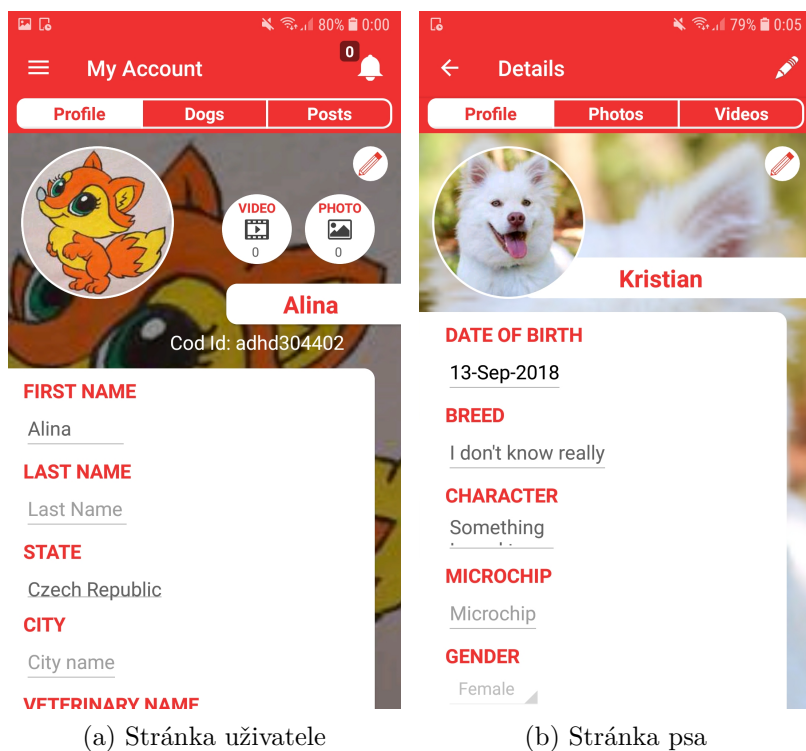 80% 0:00
My Account
0
Profile Dogs Posts
VIDEO
0
PHOTO
0
Alina
Cod Id: adhd304402
FIRST NAME
Alina
LAST NAME
Last Name
STATE
Czech Republic
CITY
City name
VETERINARY NAME
(a) Stránka uživatele
79% 0:05
Details
Profile Photos Videos
Kristian
DATE OF BIRTH
13-Sep-2018
BREED
I don't know really
CHARACTER
Something
MICROCHIP
Microchip
GENDER
Female
(b) Stránka psa